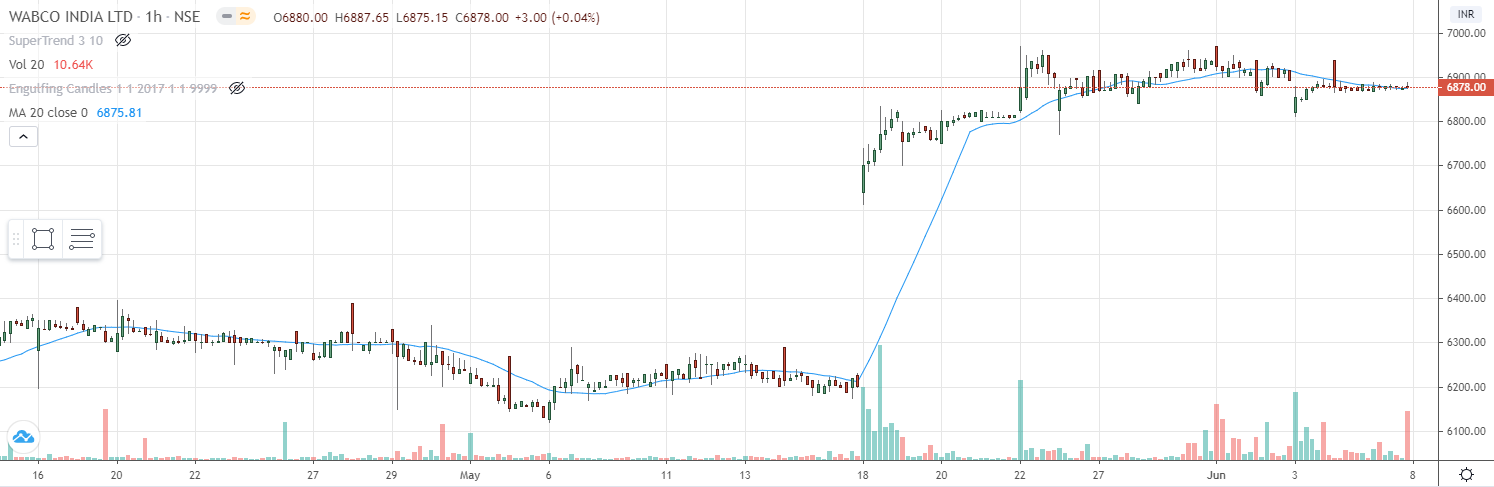 WABCO INDIA LTD · 1h · NSE O6880.00 H6887.65 L6875.15 C6878.00 +3.00 (+0.04%)
INR
SuperTrend 3 10
Vol 20 10.64K
Engulfing Candles 1 1 2017 1 1 9999
MA 20 close 0 6875.81
7000.00
6900.00
6878.00
6800.00
6700.00
6600.00
6500.00
6400.00
6300.00
6200.00
6100.00
16 20 22 27 29 May 6 11 13 18 20 22 27 Jun 3 8